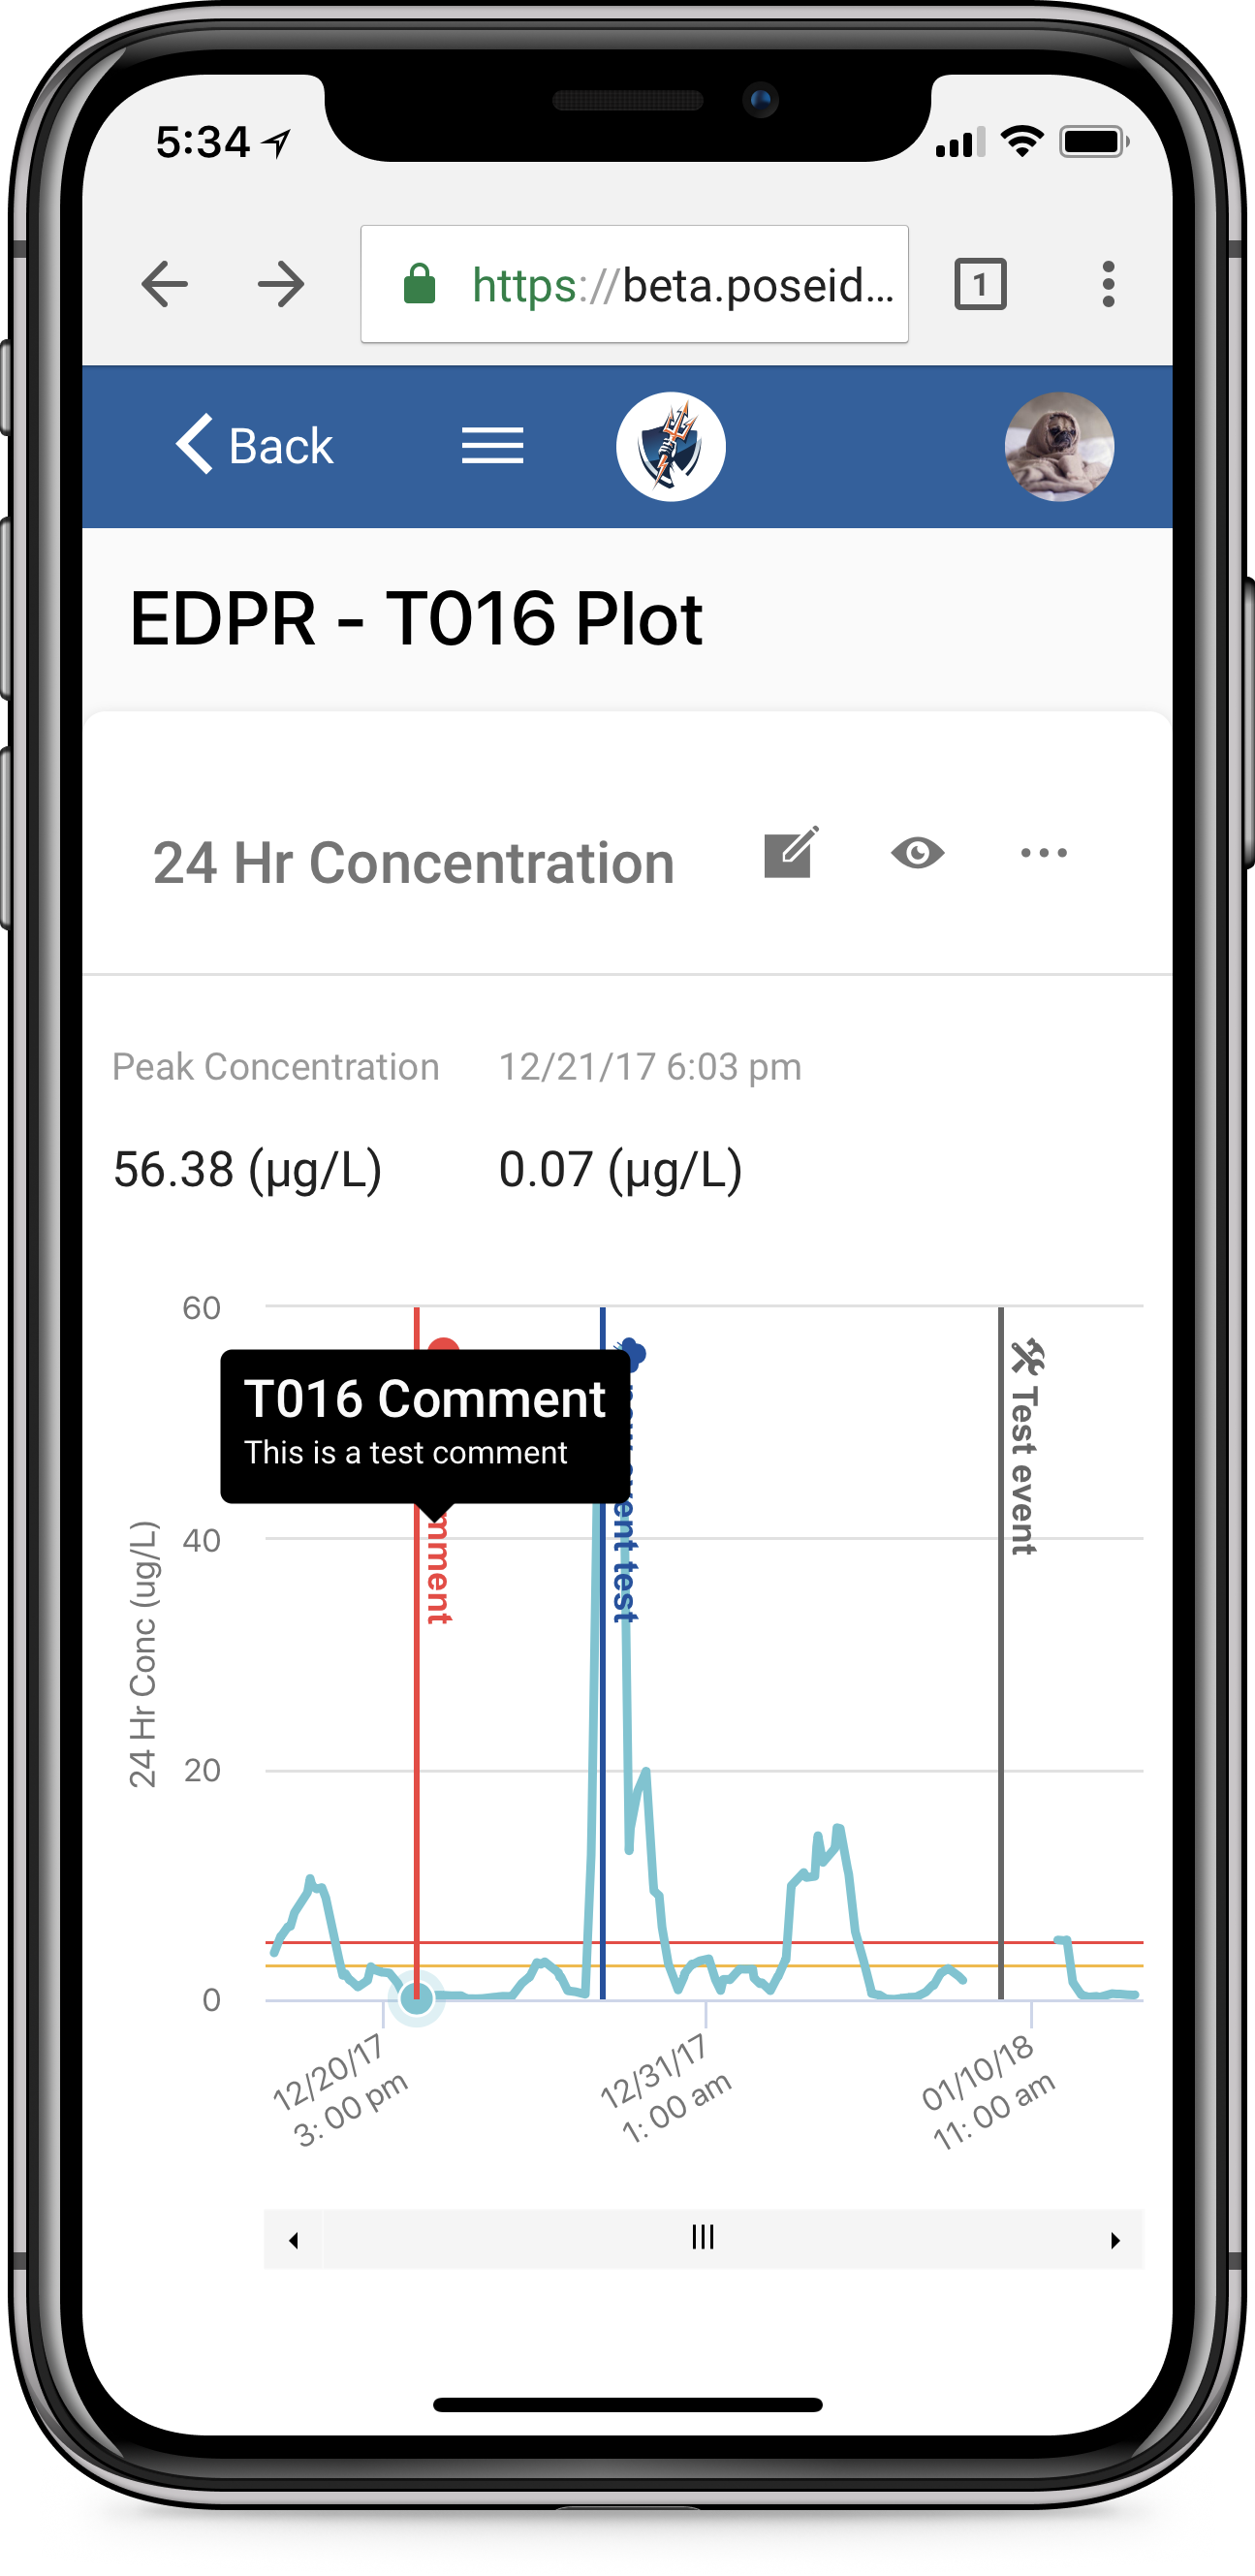 5:34
https://beta.poseid...
1
Back
EDPR - T016 Plot
24 Hr Concentration
Peak Concentration 12/21/17 6:03 pm
56.38 (µg/L) 0.07 (µg/L)
60
40
20
0
24 Hr Conc (ug/L)
T016 Comment
This is a test comment
mment
ent test
Test event
12/20/17
3: 00 pm
12/31/17
1: 00 am
01/10/18
11: 00 am